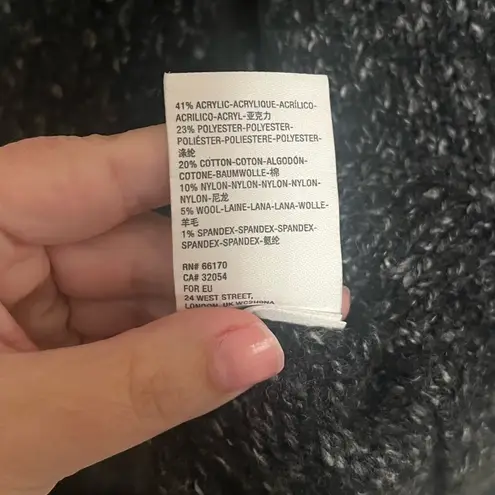 41% ACRYLIC-ACRYLIQUE-ACRÍLICO-
ACRILICO-ACRYL-亚克力
23% POLYESTER-POLYESTER-
POLIÉSTER-POLIESTERE-POLYESTER-
涤纶
20% COTTON-COTON-ALGODÓN-
COTONE-BAUMWOLLE-棉
10% NYLON-NYLON-NYLON-NYLON-
NYLON-尼龙
5% WOOL-LAINE-LANA-LANA-WOLLE-
羊毛
1% SPANDEX-SPANDEX-SPANDEX-
SPANDEX-SPANDEX-氨纶
RN# 66170
CA# 32054
FOR EU
24 WEST STREET,
LONDON, UK WC2H9NA